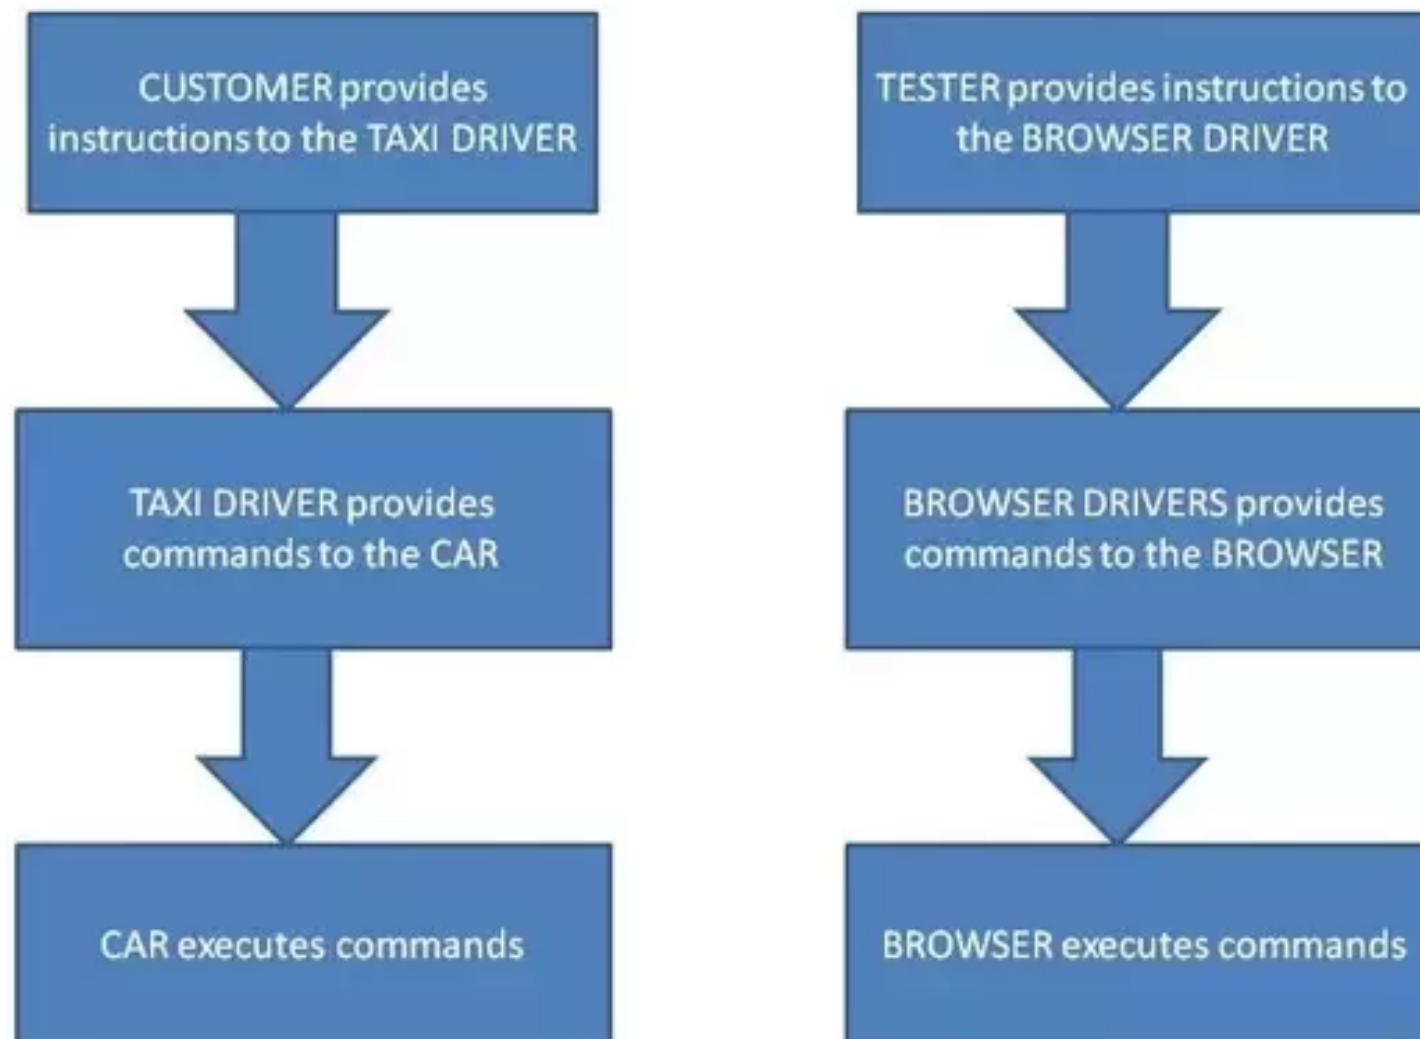 CUSTOMER provides
instructions to the TAXI DRIVER
TAXI DRIVER provides
commands to the CAR
CAR executes commands
TESTER provides instructions to
the BROWSER DRIVER
BROWSER DRIVERS provides
commands to the BROWSER
BROWSER executes commands